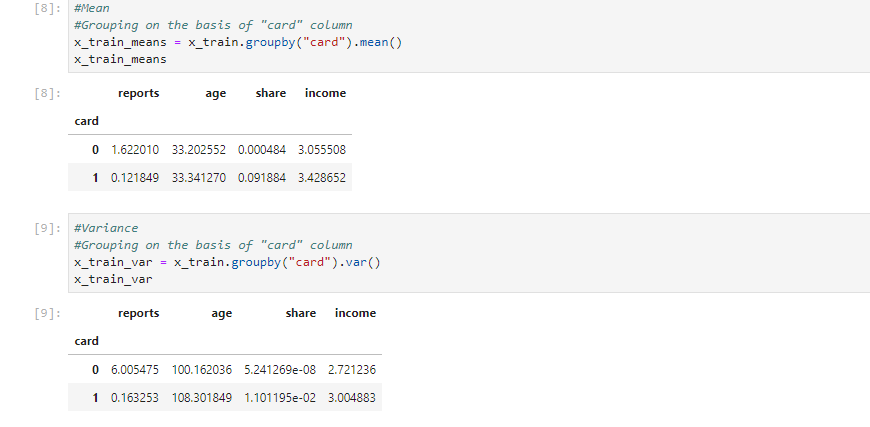 [8]: #Mean
#Grouping on the basis of "card" column
x_train_means = x_train.groupby("card").mean()
x_train_means
[8]: reports age share income
card
0 1.622010 33.202552 0.000484 3.055508
1 0.121849 33.341270 0.091884 3.428652
[9]: #Variance
#Grouping on the basis of "card" column
x_train_var = x_train.groupby("card").var()
x_train_var
[9]: reports age share income
card
0 6.005475 100.162036 5.241269e-08 2.721236
1 0.163253 108.301849 1.101195e-02 3.004883